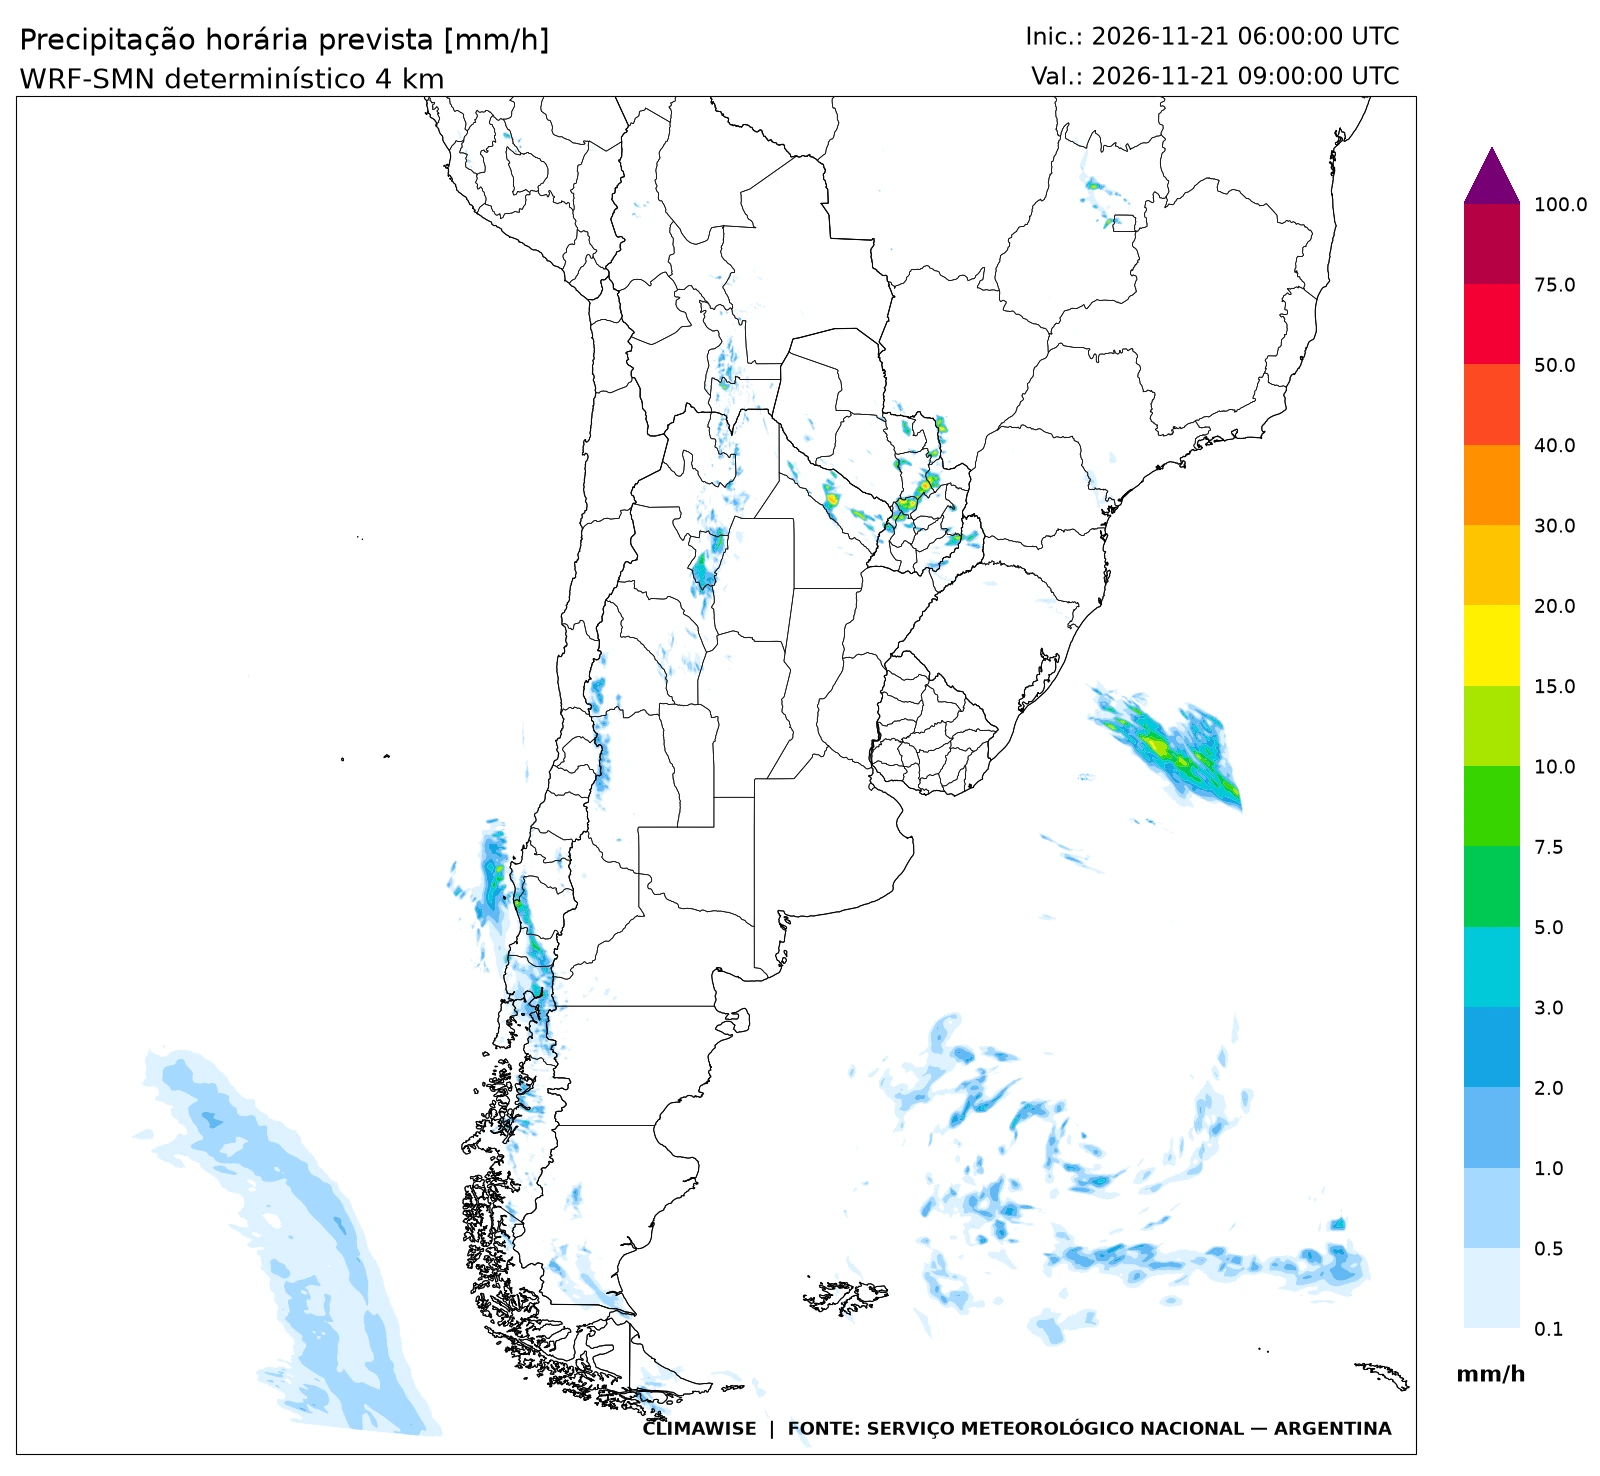 Precipitação horária prevista [mm/h]
WRF-SMN determinístico 4 km
Inic.: 2026-11-21 06:00:00 UTC
Val.: 2026-11-21 09:00:00 UTC
100.0
75.0
50.0
40.0
30.0
20.0
15.0
10.0
7.5
5.0
3.0
2.0
1.0
0.5
0.1
mm/h
CLIMAWISE | FONTE: SERVIÇO METEOROLÓGICO NACIONAL — ARGENTINA